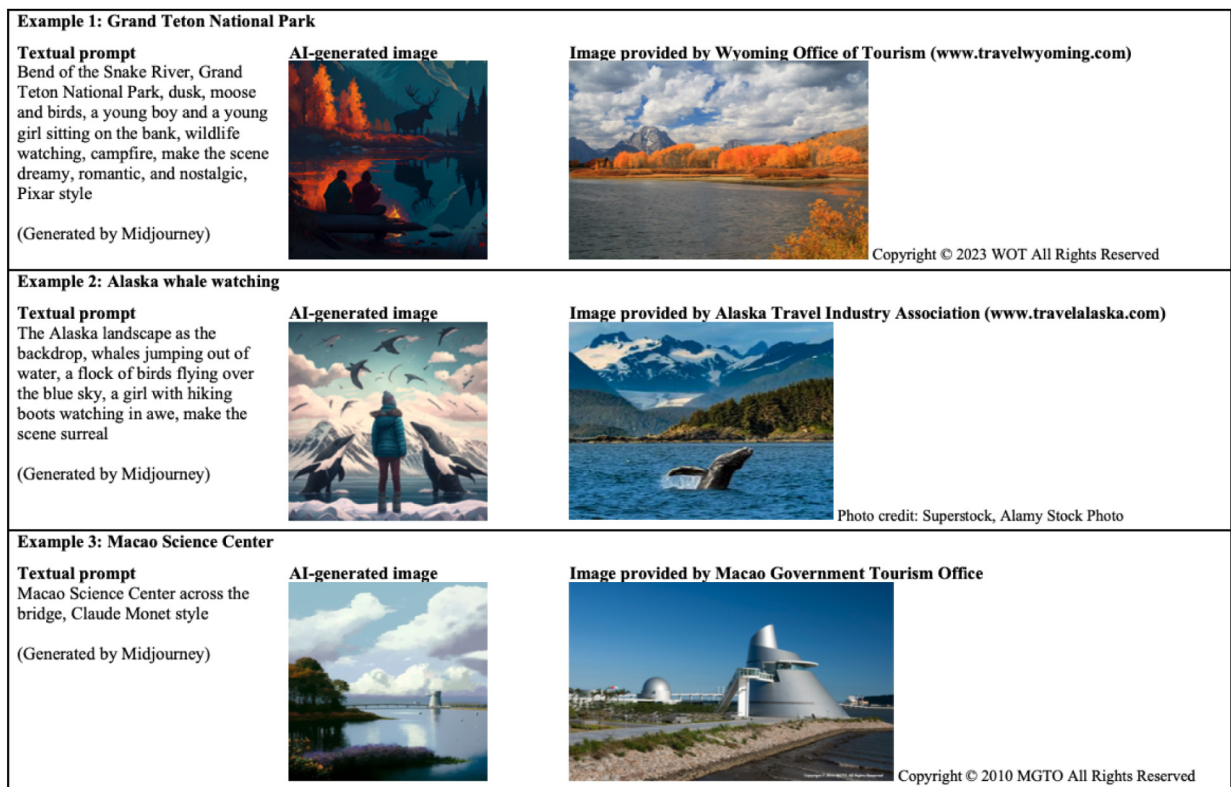 Example 1: Grand Teton National Park
Textual prompt
Bend of the Snake River, Grand
Teton National Park, dusk, moose
and birds, a young boy and a young
girl sitting on the bank, wildlife
watching, campfire, make the scene
dreamy, romantic, and nostalgic,
Pixar style
(Generated by Midjourney)
AI-generated image
Image provided by Wyoming Office of Tourism (www.travelwyoming.com)
Copyright © 2023 WOT All Rights Reserved
Example 2: Alaska whale watching
Textual prompt
The Alaska landscape as the
backdrop, whales jumping out of
water, a flock of birds flying over
the blue sky, a girl with hiking
boots watching in awe, make the
scene surreal
(Generated by Midjourney)
AI-generated image
Image provided by Alaska Travel Industry Association (www.travelalaska.com)
Photo credit: Superstock, Alamy Stock Photo
Example 3: Macao Science Center
Textual prompt
Macao Science Center across the
bridge, Claude Monet style
(Generated by Midjourney)
AI-generated image
Image provided by Macao Government Tourism Office
Copyright © 2010 MGTO All Rights Reserved
Copyright © 2010 MGTO All Rights Reserved